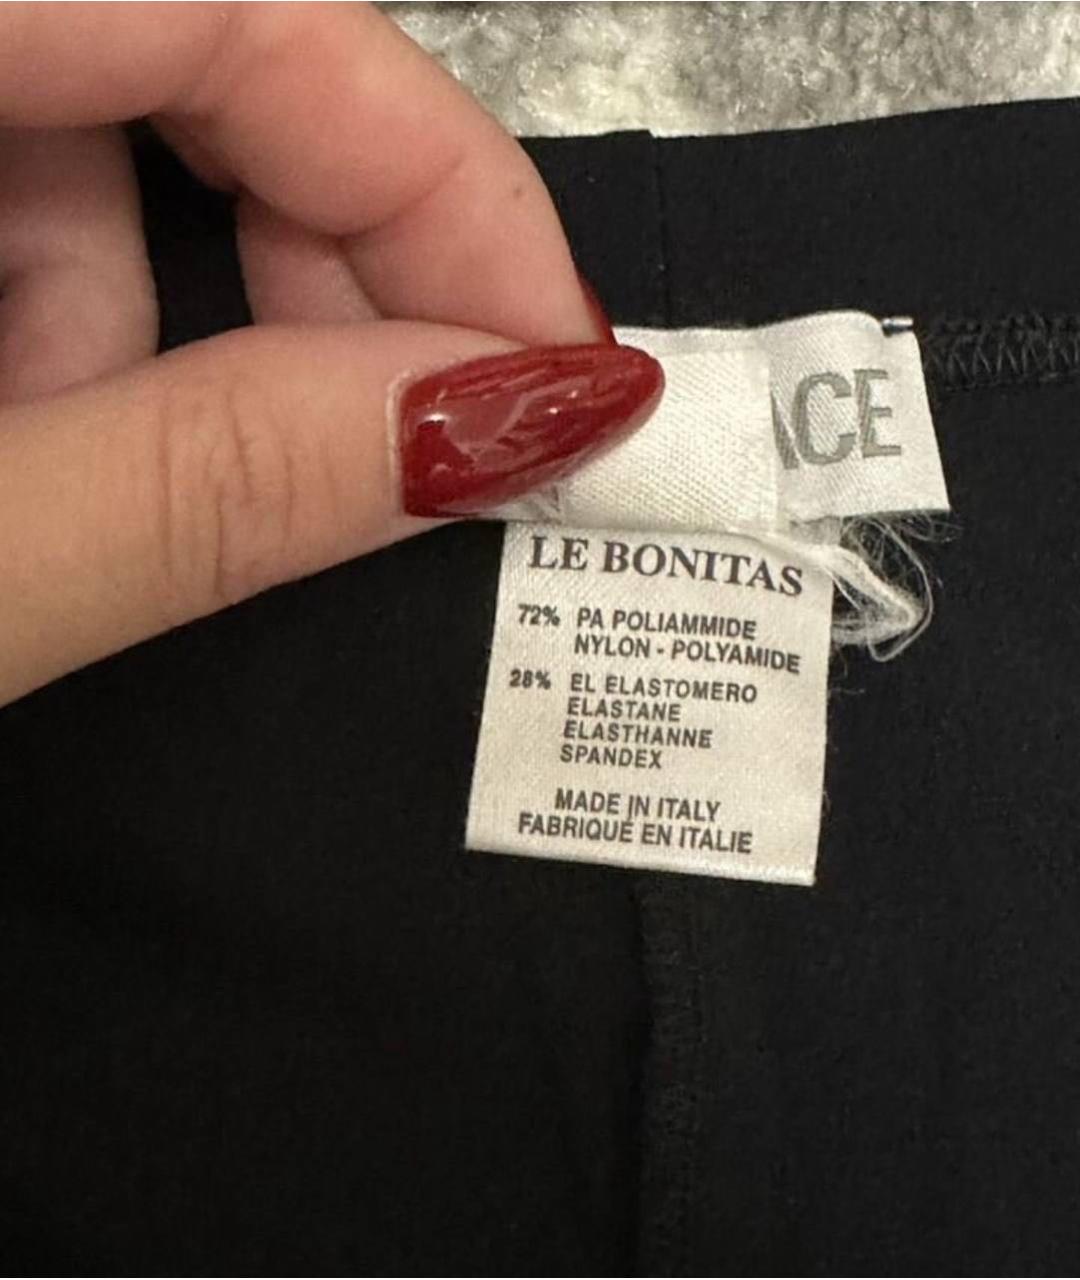 ACE
LE BONITAS
72% PA POLIAMMIDE
NYLON - POLYAMIDE
28% EL ELASTOMERO
ELASTANE
ELASTHANNE
SPANDEX
MADE IN ITALY
FABRIQUÉ EN ITALIE